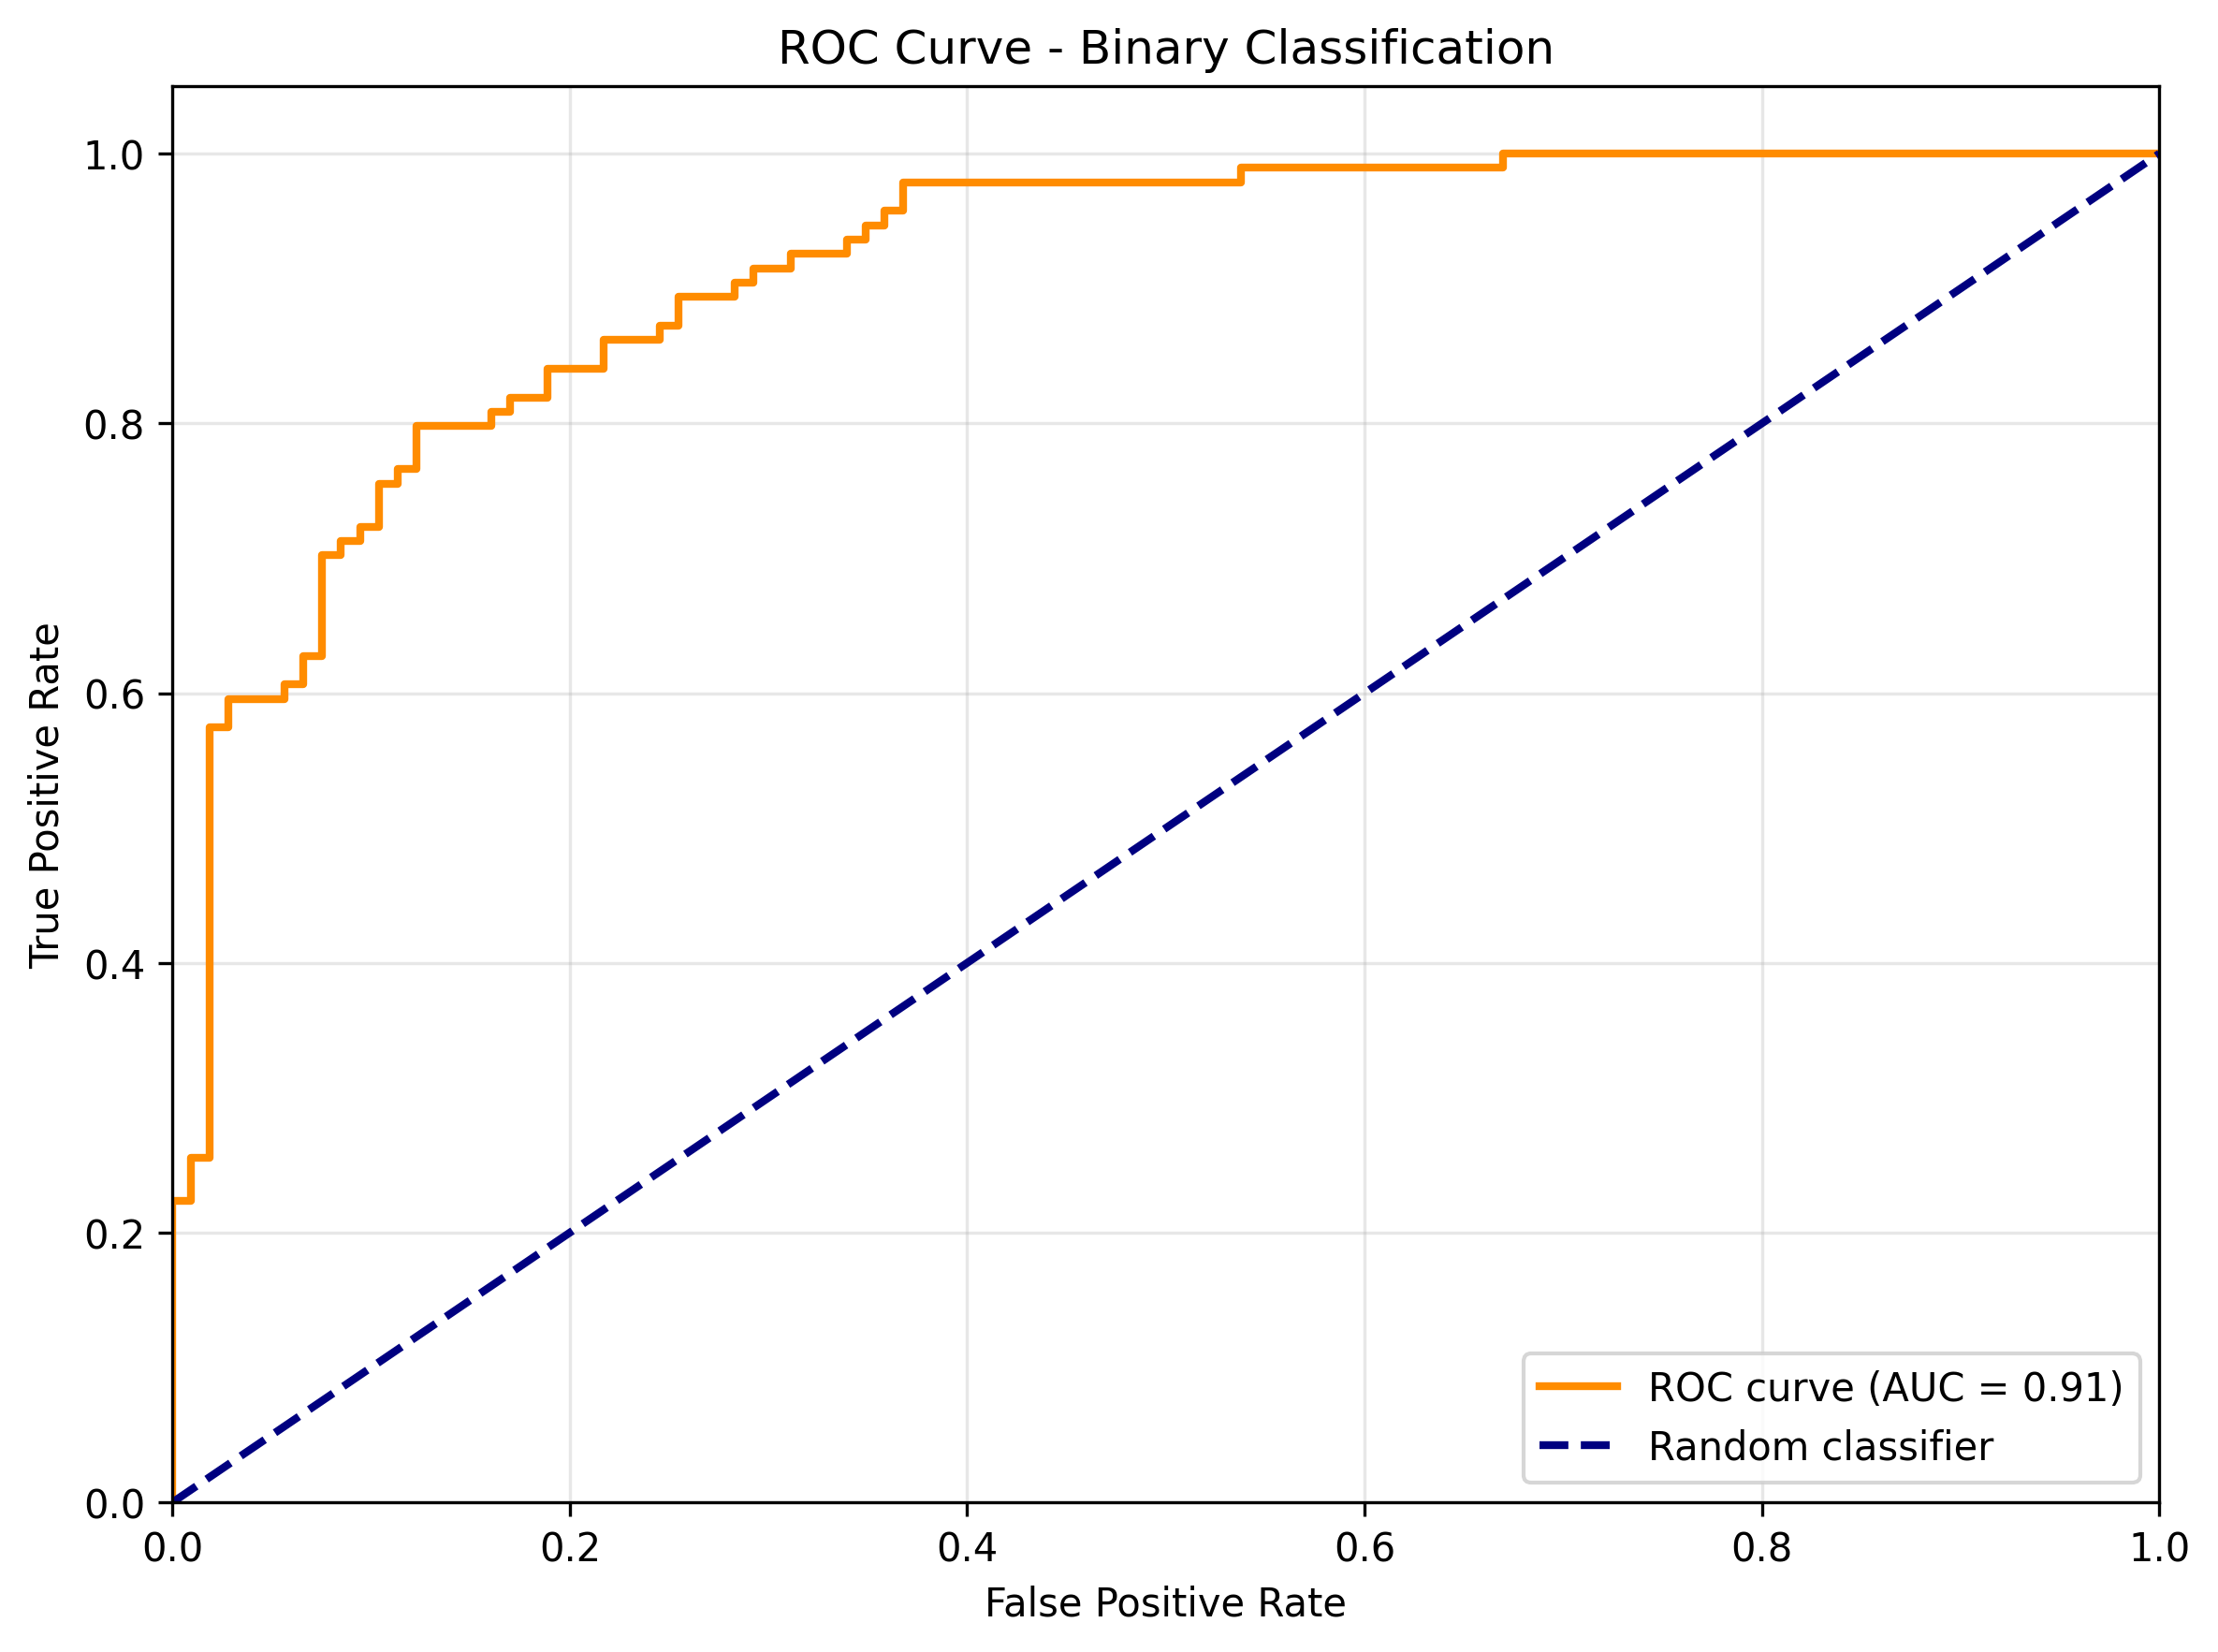 ROC Curve - Binary Classification
True Positive Rate
1.0
0.8
0.6
0.4
0.2
0.0
0.0 0.2 0.4 0.6 0.8 1.0
False Positive Rate
ROC curve (AUC = 0.91)
Random classifier